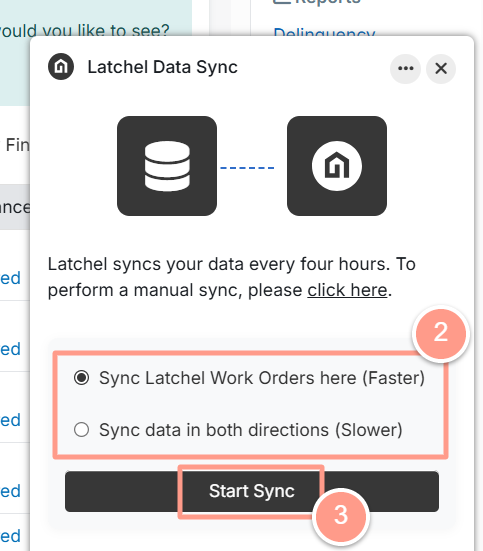 ould you like to see?
Reports
Delinquency
Latchel Data Sync
Fin
ance
Latchel syncs your data every four hours. To
perform a manual sync, please click here.
ed
2
Sync Latchel Work Orders here (Faster)
ed
Sync data in both directions (Slower)
ed
Start Sync
ed
3
ed